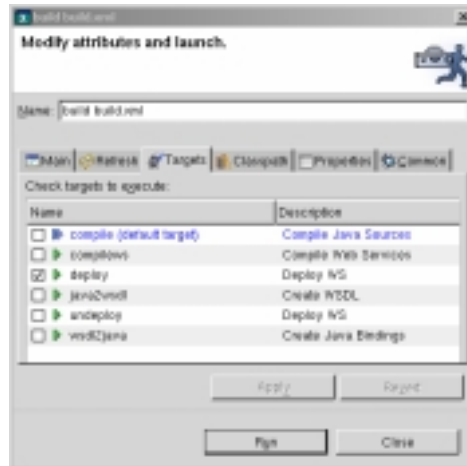 build build.xml
Modify attributes and launch.
Name: build build.xml
Main Refresh Targets Classpath Properties Common
Check targets to execute:
Name Description
compile (default target) Compile Java Sources
compilews Compile Web Services
deploy Deploy WS
java2wsdl Create WSDL
undeploy Deploy WS
wsdl2java Create Java Bindings
Apply Revert
Run Close